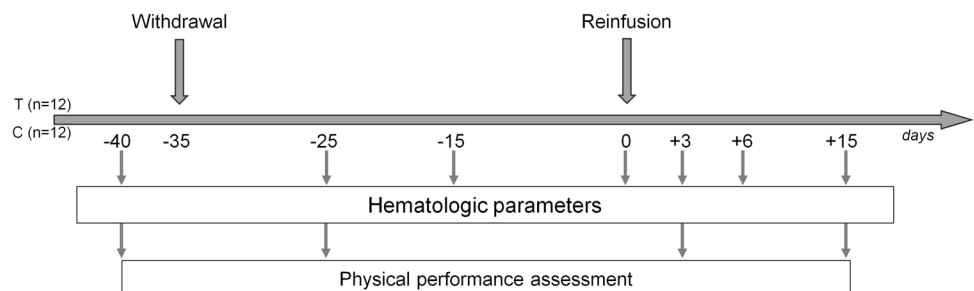 Withdrawal Reinfusion
T (n=12)
C (n=12)
-40 -35 -25 -15 0 +3 +6 +15 days
Hematologic parameters
Physical performance assessment